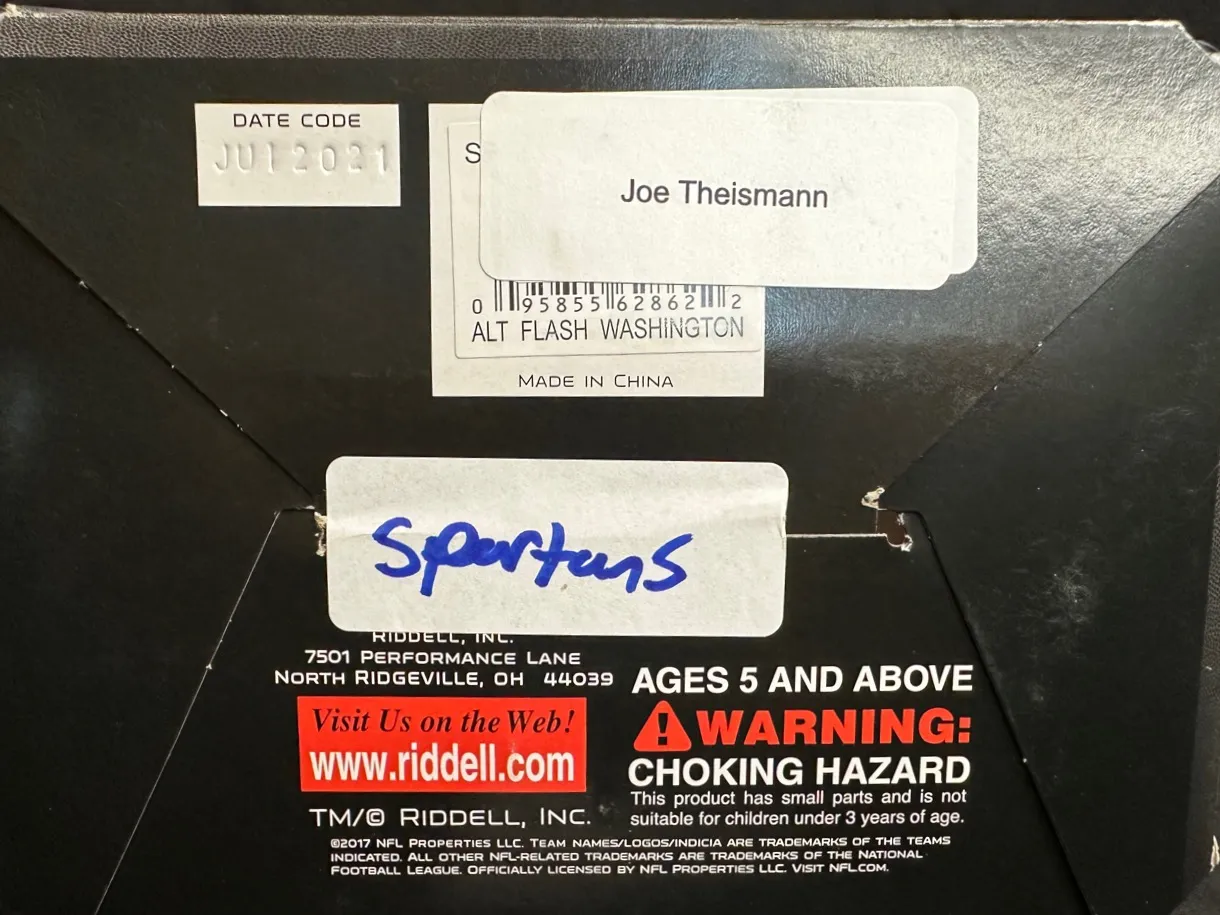 DATE CODE
JUL2021
S
Joe Theismann
0 95855 62862 2
ALT FLASH WASHINGTON
MADE IN CHINA
Spartans
RIDDELL, INC.
7501 PERFORMANCE LANE
NORTH RIDGEVILLE, OH 44039
Visit Us on the Web!
www.riddell.com
TM/© RIDDELL, INC.
AGES 5 AND ABOVE
WARNING:
CHOKING HAZARD
This product has small parts and is not
suitable for children under 3 years of age.
©2017 NFL PROPERTIES LLC. TEAM NAMES/LOGOS/INDICIA ARE TRADEMARKS OF THE TEAMS
INDICATED. ALL OTHER NFL-RELATED TRADEMARKS ARE TRADEMARKS OF THE NATIONAL
FOOTBALL LEAGUE. OFFICIALLY LICENSED BY NFL PROPERTIES LLC. VISIT NFL.COM.